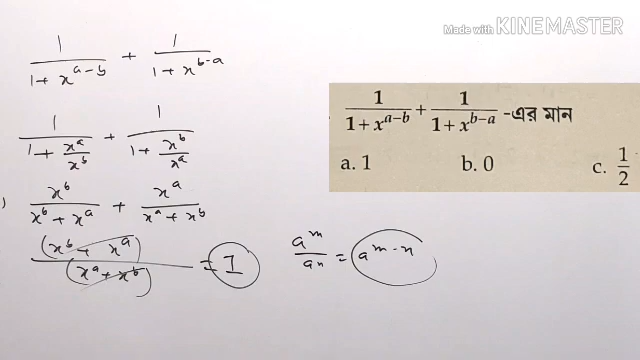 Made with KINEMASTER
1/(1 + x^(a-b)) + 1/(1 + x^(b-a))
1/(1 + x^a/x^b) + 1/(1 + x^b/x^a)
) x^b/(x^b + x^a) + x^a/(x^a + x^b)
(x^b + x^a)/(x^a + x^b) = 1
a^m/a^n = a^(m-n)
1/(1 + x^(a-b)) + 1/(1 + x^(b-a)) -এর মান
a. 1 b. 0 c. 1/2